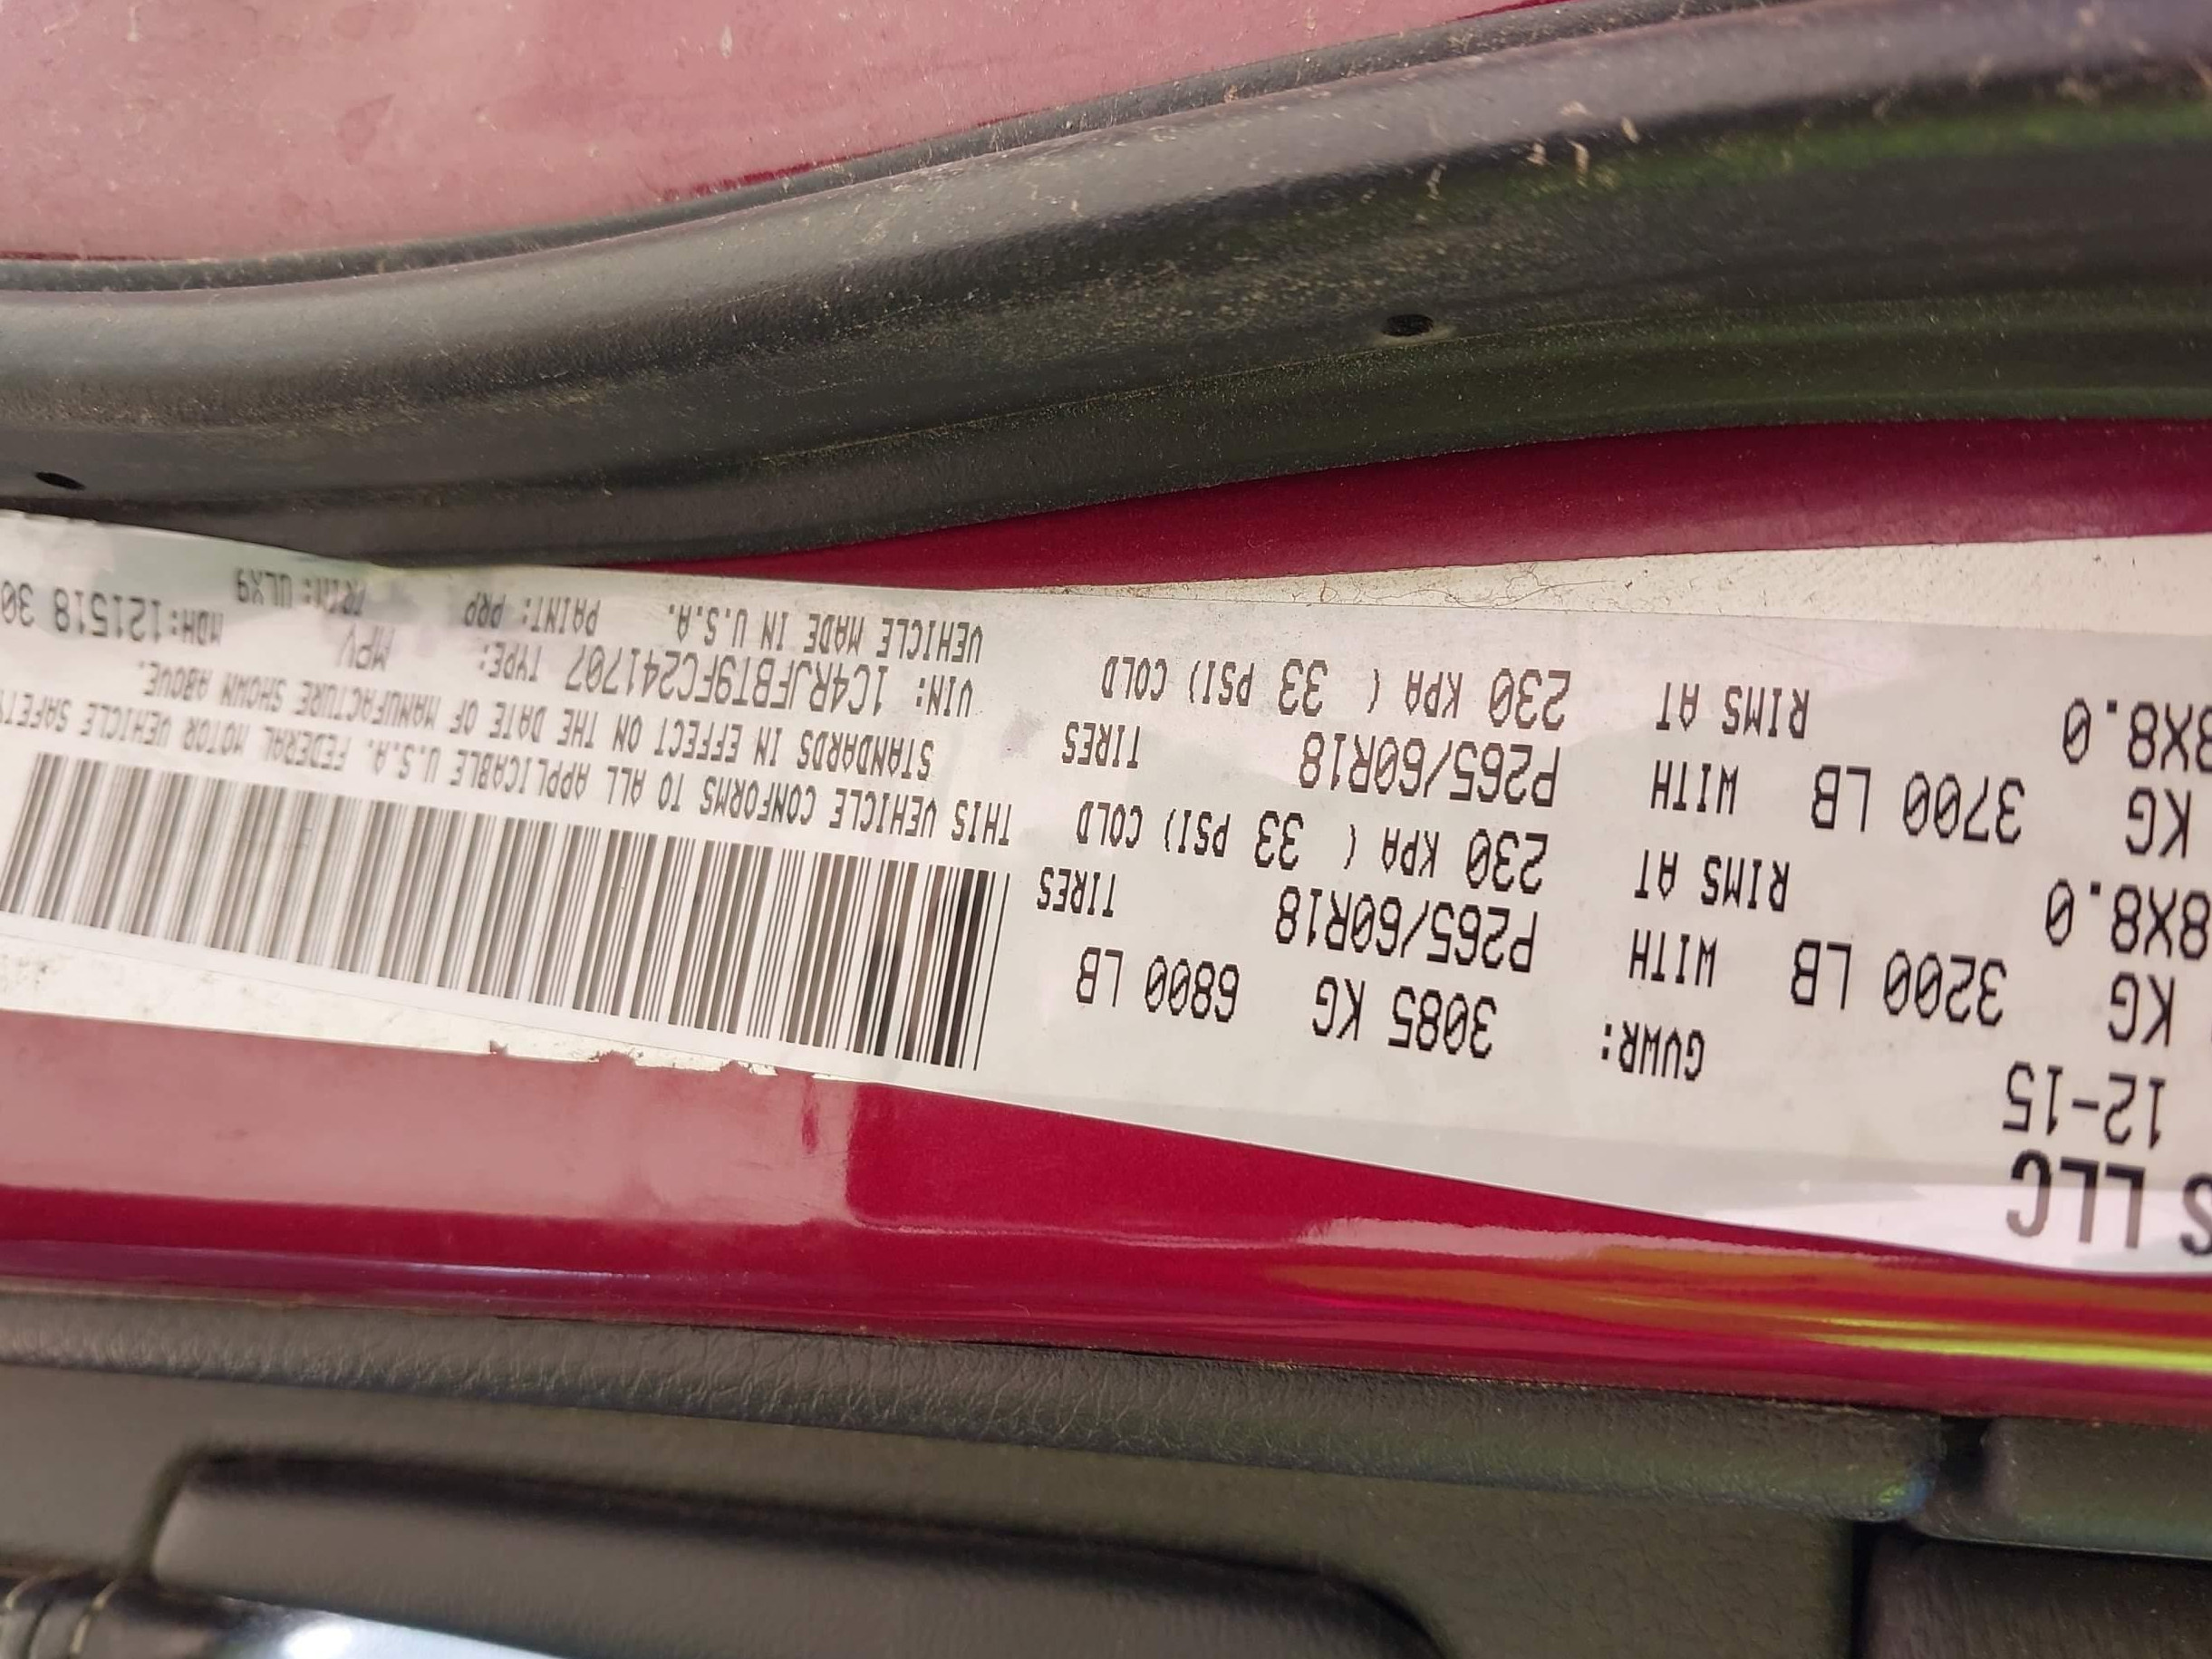 S LLC
12-15 GVWR: 3085 KG 6800 LB
KG 3200 LB WITH P265/60R18 TIRES
8X8.0 RIMS AT 230 KPA ( 33 PSI) COLD
KG 3700 LB WITH P265/60R18 TIRES
8X8.0 RIMS AT 230 KPA ( 33 PSI) COLD
THIS VEHICLE CONFORMS TO ALL APPLICABLE U.S.A. FEDERAL MOTOR VEHICLE SAFETY
STANDARDS IN EFFECT ON THE DATE OF MANUFACTURE SHOWN ABOVE.
VIN: 1C4RJFBT9FC241707 TYPE: MPV MDH:121518 30
VEHICLE MADE IN U.S.A. PAINT: PRP TRIM: ULX9